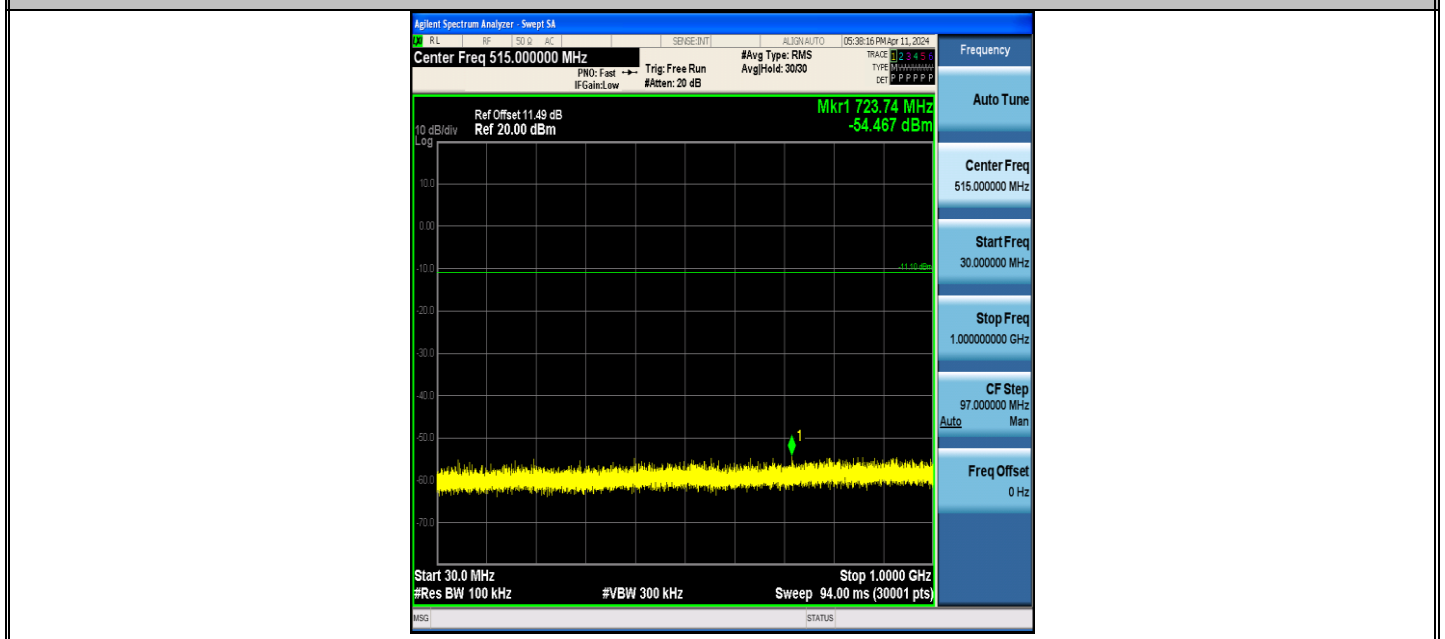 Agilent Spectrum Analyzer - Swept SA
RL RF 50 Ω AC SENSE:INT ALIGN AUTO 05:38:16 PM Apr 11, 2024
Center Freq 515.000000 MHz
PNO: Fast
IFGain:Low
Trig: Free Run
#Atten: 20 dB
#Avg Type: RMS
Avg|Hold: 30/30
TRACE 1 2 3 4 5 6
TYPE
DET P P P P P P
Mkr1 723.74 MHz
-54.467 dBm
Ref Offset 11.49 dB
10 dB/div Ref 20.00 dBm
Log
10.0
0.00
-10.0
-11.10 dBm
-20.0
-30.0
-40.0
-50.0
1
-60.0
-70.0
Start 30.0 MHz Stop 1.0000 GHz
#Res BW 100 kHz #VBW 300 kHz Sweep 94.00 ms (30001 pts)
MSG STATUS
Frequency
Auto Tune
Center Freq
515.000000 MHz
Start Freq
30.000000 MHz
Stop Freq
1.000000000 GHz
CF Step
97.000000 MHz
Auto Man
Freq Offset
0 Hz